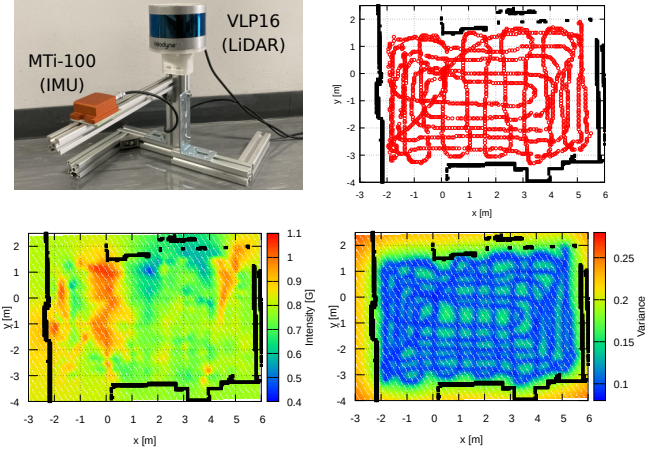 VLP16
(LiDAR)
MTi-100
(IMU)
Velodyne
2
1
0
-1
-2
-3
-4
y [m]
-3 -2 -1 0 1 2 3 4 5 6
x [m]
2
1
0
-1
-2
-3
-4
y [m]
-3 -2 -1 0 1 2 3 4 5 6
x [m]
1.1
1
0.9
0.8
0.7
0.6
0.5
0.4
Intensity [G]
2
1
0
-1
-2
-3
-4
y [m]
-3 -2 -1 0 1 2 3 4 5 6
x [m]
0.25
0.2
0.15
0.1
Variance